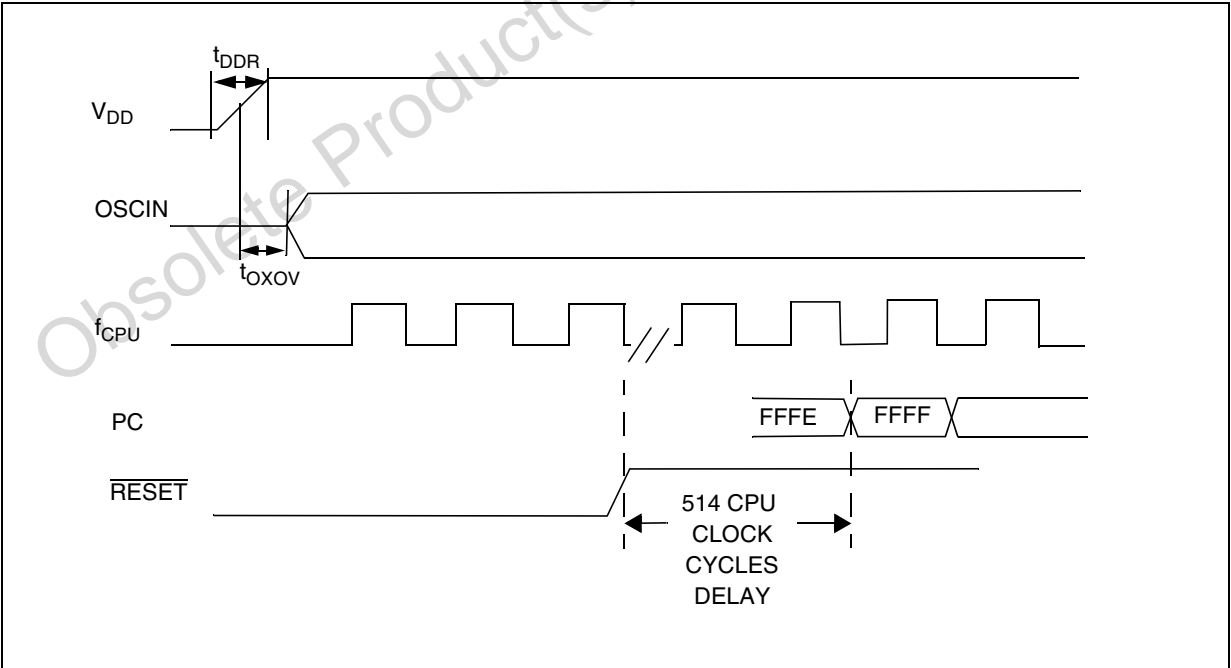 Obsolete Product(s)
tDDR
VDD
OSCIN
tOXOV
fCPU
PC
FFFE
FFFF
RESET
514 CPU
CLOCK
CYCLES
DELAY